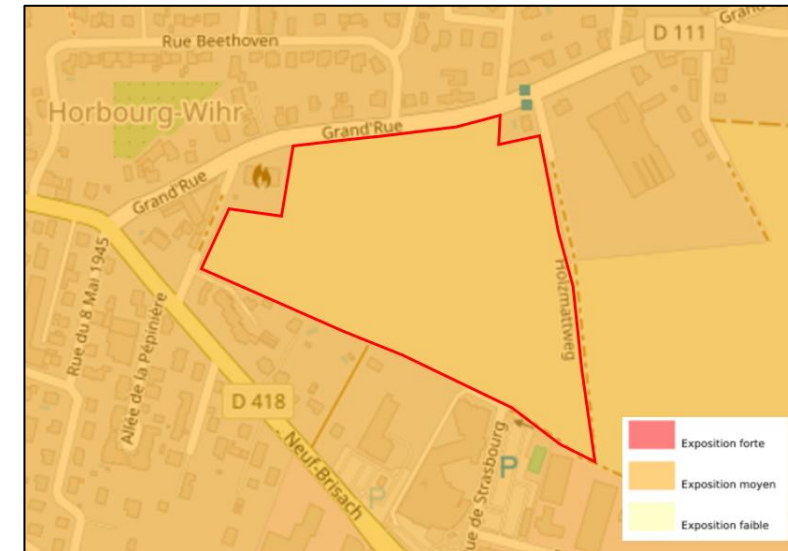 Grand'
D 111
Rue Beethoven
Horbourg-Wihr
Grand'Rue
Grand'Rue
Rue du 8 Mai 1945
Allée de la Pépinière
Holzmattweg
D 418
Neuf-Brisach
ue de Strasbourg
P
P
Exposition forte
Exposition moyen
Exposition faible